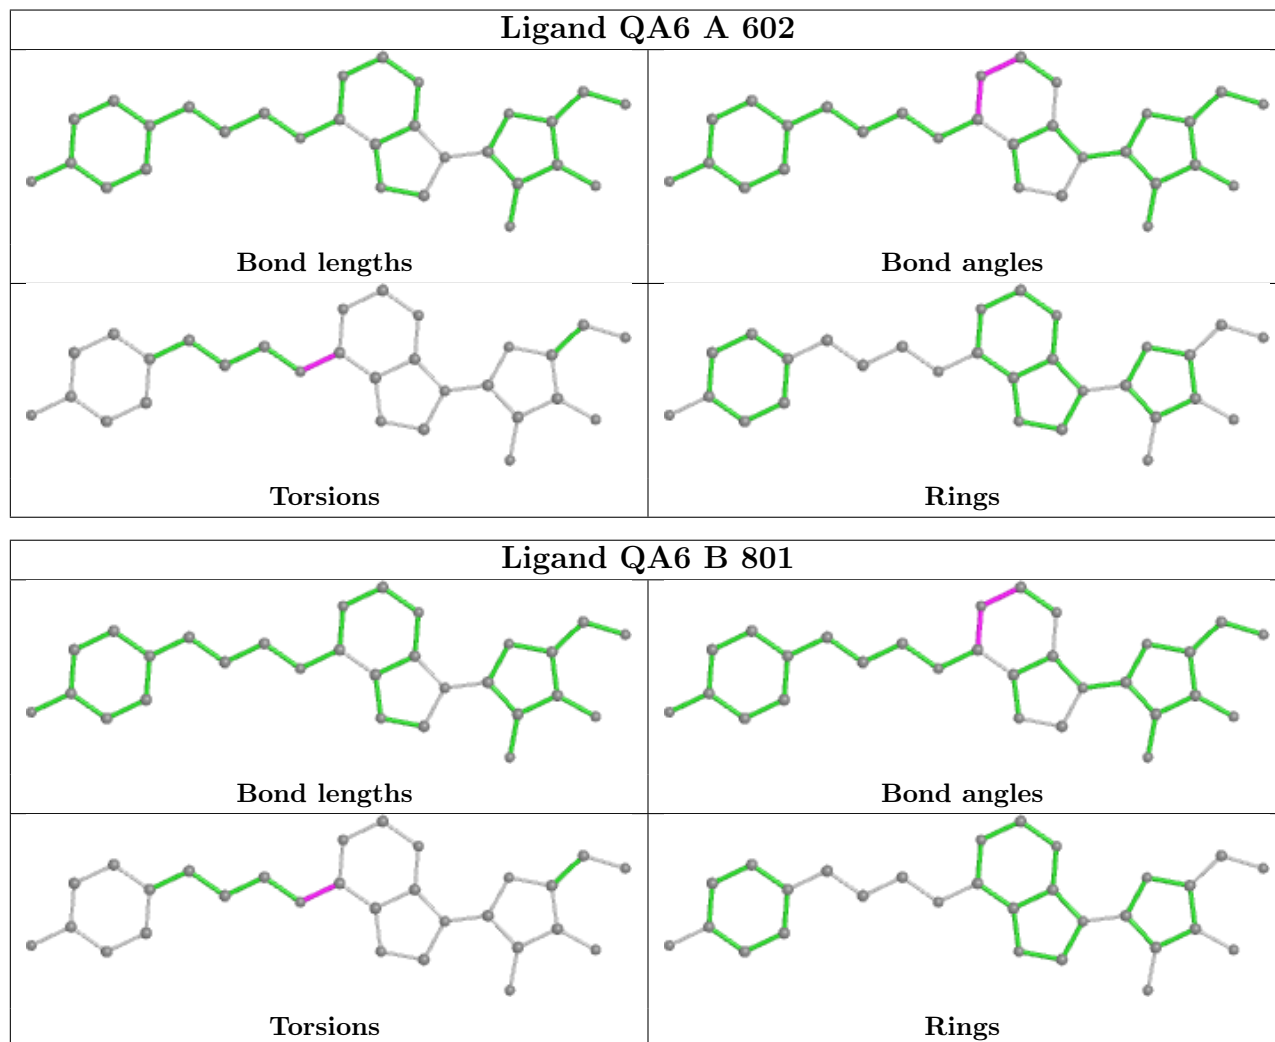 Ligand QA6 A 602
Bond lengths
Bond angles
Torsions
Rings
Ligand QA6 B 801
Bond lengths
Bond angles
Torsions
Rings